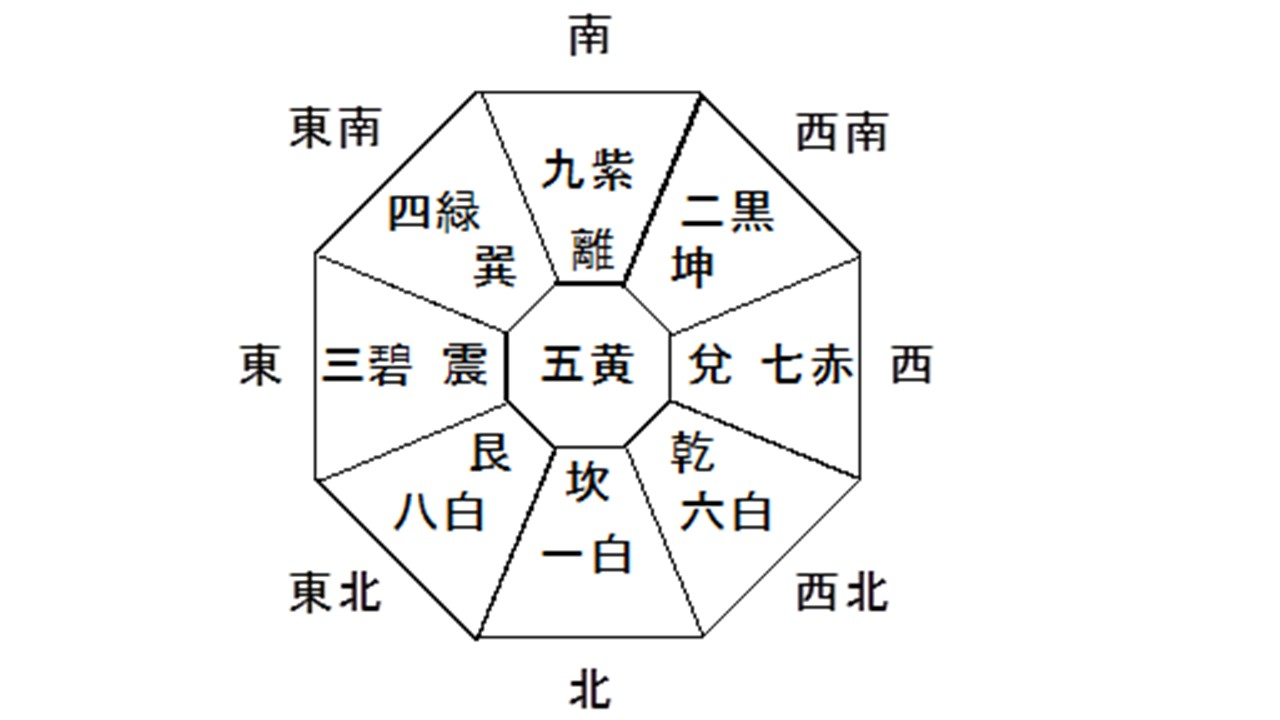 南
東南
西南
九紫
四緑
二黒
離
巽
坤
東
三碧
震
五黄
兌
七赤
西
艮
乾
坎
八白
六白
一白
東北
西北
北